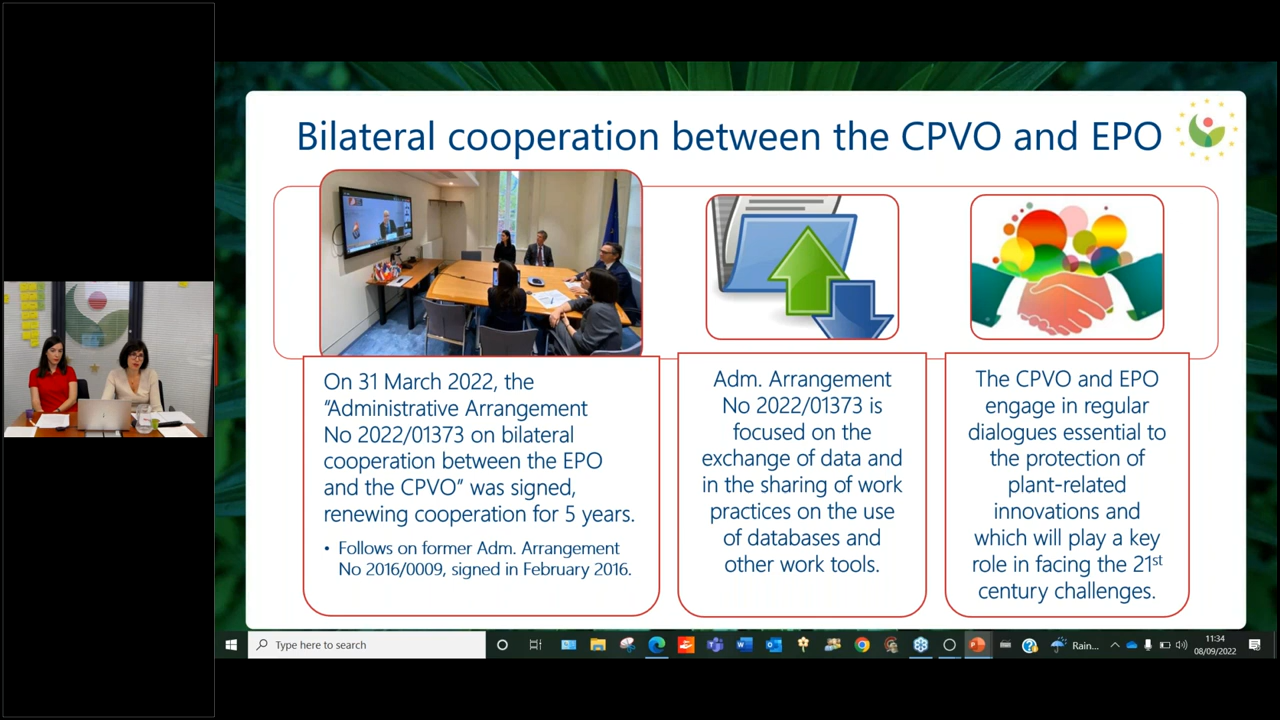 Bilateral cooperation between the CPVO and EPO
On 31 March 2022, the
“Administrative Arrangement
No 2022/01373 on bilateral
cooperation between the EPO
and the CPVO” was signed,
renewing cooperation for 5 years.
• Follows on former Adm. Arrangement
No 2016/0009, signed in February 2016.
Adm. Arrangement
No 2022/01373 is
focused on the
exchange of data and
in the sharing of work
practices on the use
of databases and
other work tools.
The CPVO and EPO
engage in regular
dialogues essential to
the protection of
plant-related
innovations and
which will play a key
role in facing the 21st
century challenges.
Type here to search
Rain...
11:34
08/09/2022